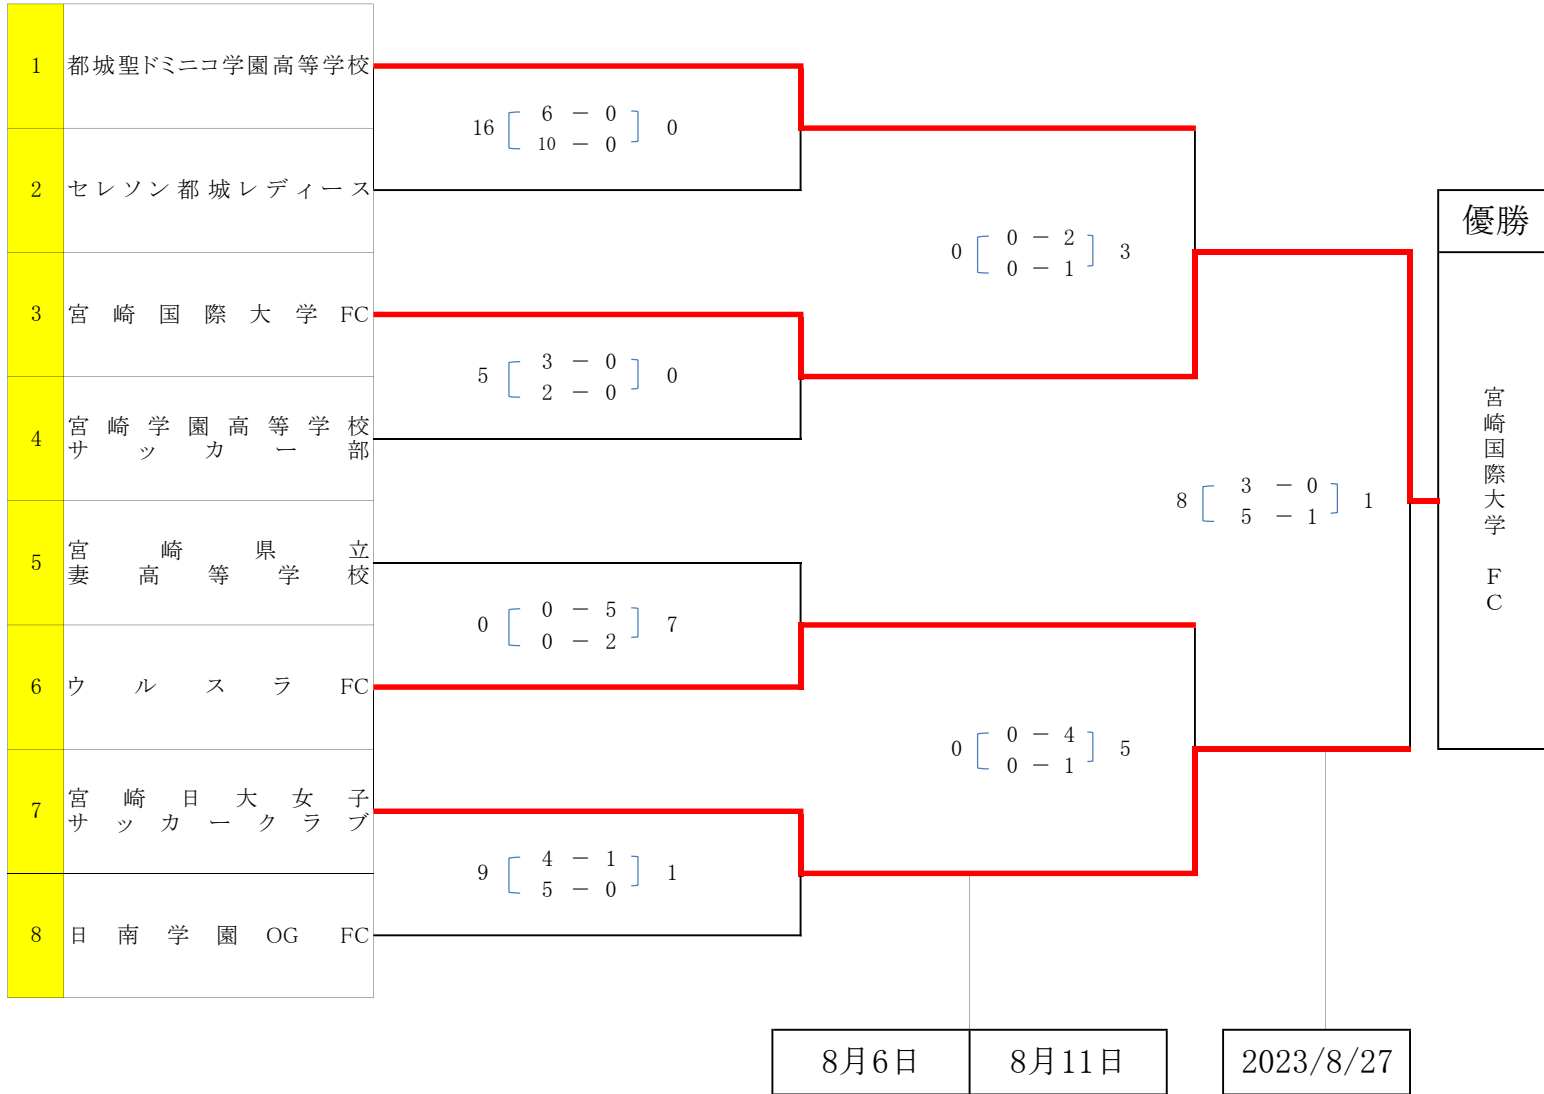 1 都城聖ドミニコ学園高等学校
16 6 － 0 0
10 － 0
2 セレソン都城レディース
0 0 － 2 3
0 － 1
3 宮崎国際大学FC
5 3 － 0 0
2 － 0
4 宮崎学園高等学校
サッカー部
8 3 － 0 1
5 － 1
5 宮崎県立
妻高等学校
0 0 － 5 7
0 － 2
6 ウルスラFC
0 0 － 4 5
0 － 1
7 宮崎日大女子
サッカークラブ
9 4 － 1 1
5 － 0
8 日南学園OG FC
優勝
宮崎国際大学 FC
8月6日
8月11日
2023/8/27